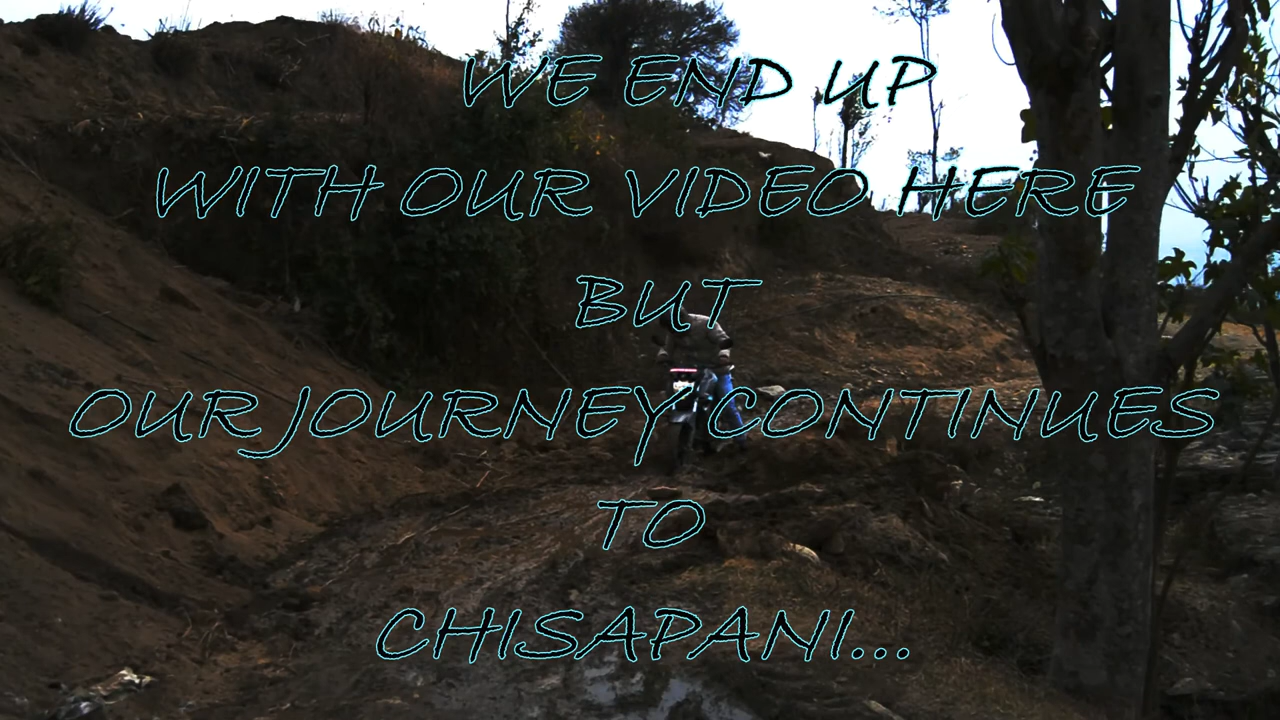 WE END UP
WITH OUR VIDEO HERE
BUT
OUR JOURNEY CONTINUES
TO
CHISAPANI...